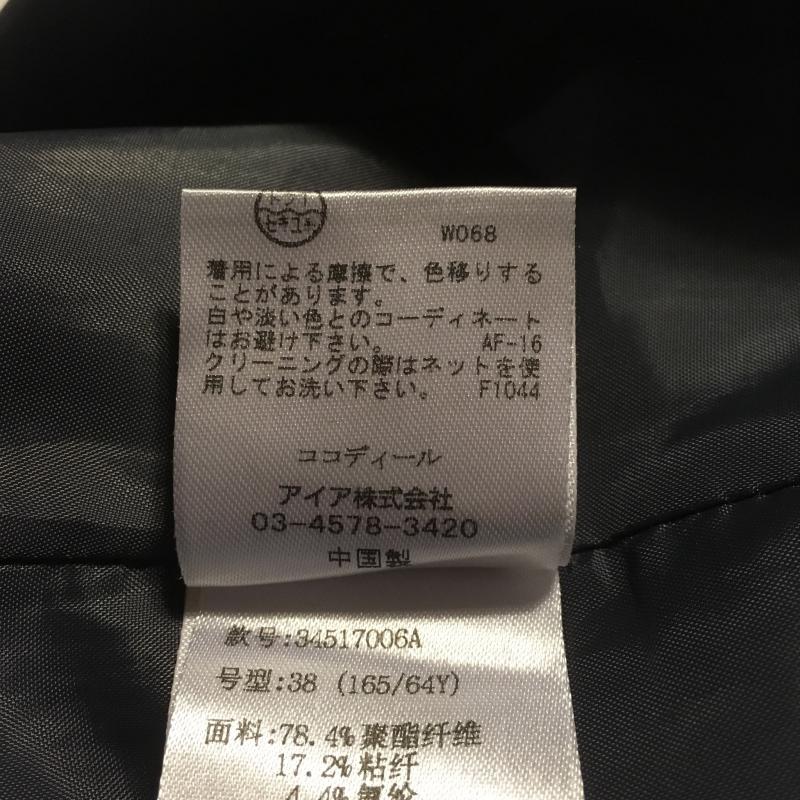 W068
着用による摩擦で、色移りする
ことがあります。
白や淡い色とのコーディネート
はお避け下さい。 AF-16
クリーニングの際はネットを使
用してお洗い下さい。 F1044
ココディール
アイア株式会社
03-4578-3420
中国製
款号:34517006A
号型:38 (165/64Y)
面料:78.4%聚酯纤维
17.2%粘纤
4.4%氨纶